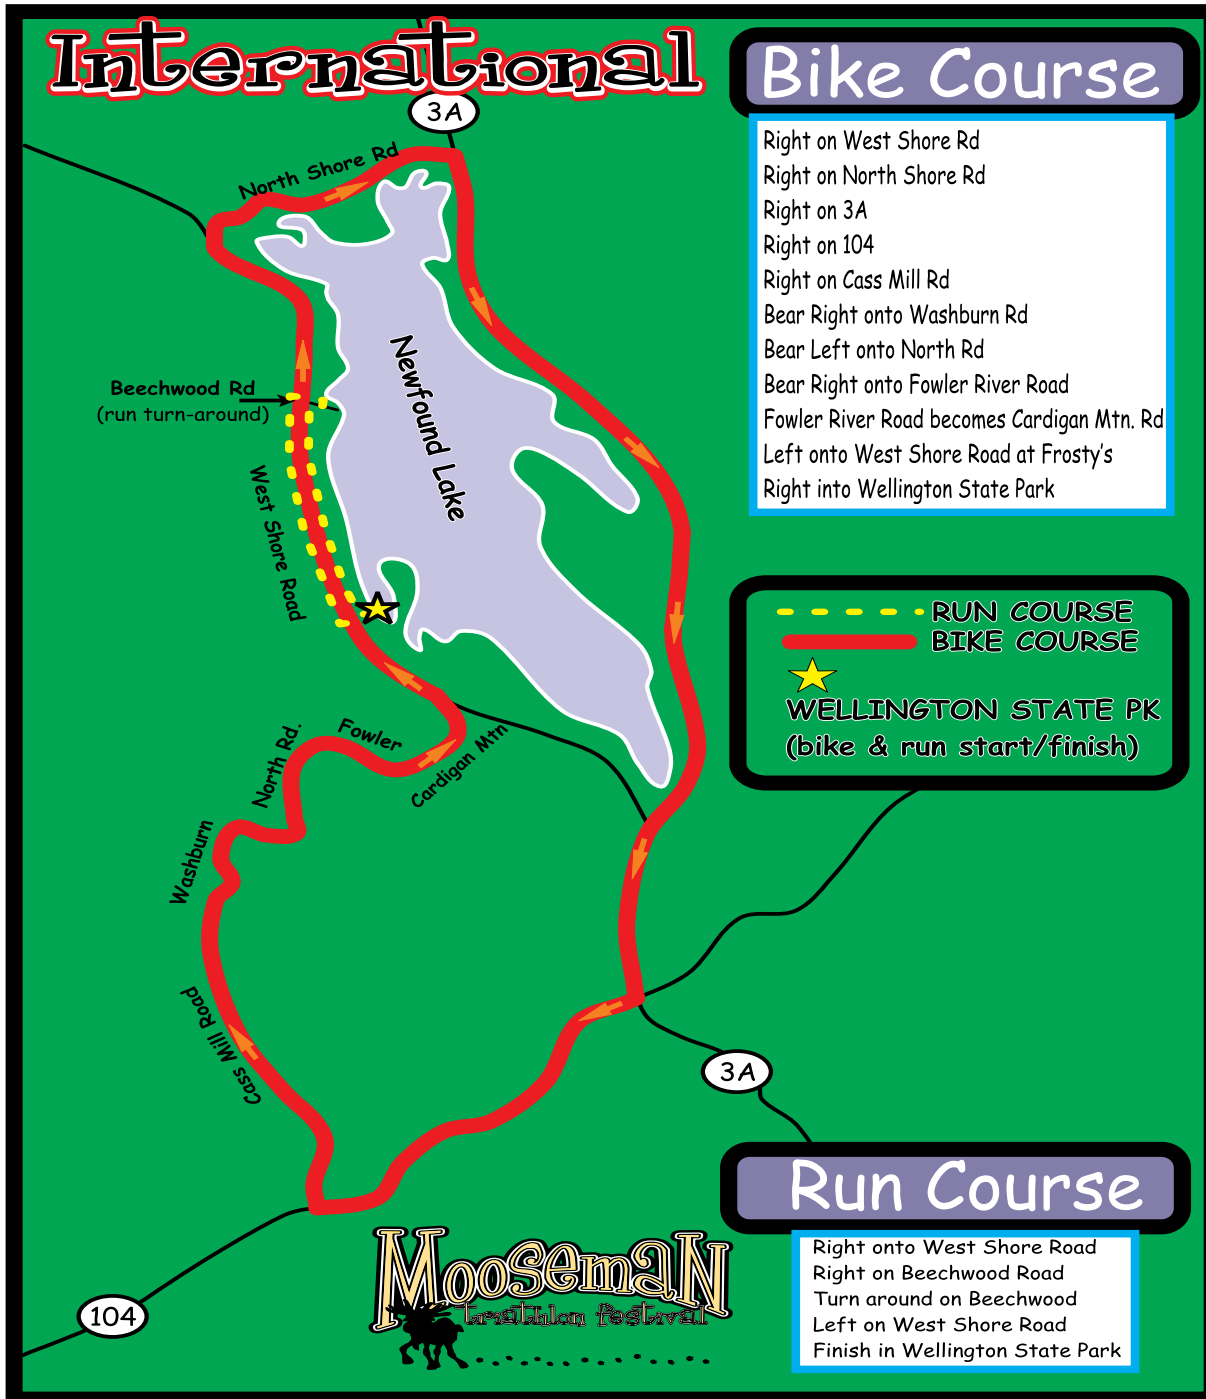 International
Bike Course
Right on West Shore Rd
Right on North Shore Rd
Right on 3A
Right on 104
Right on Cass Mill Rd
Bear Right onto Washburn Rd
Bear Left onto North Rd
Bear Right onto Fowler River Road
Fowler River Road becomes Cardigan Mtn. Rd
Left onto West Shore Road at Frosty's
Right into Wellington State Park
3A
North Shore Rd
Newfound Lake
Beechwood Rd
(run turn-around)
West Shore Road
RUN COURSE
BIKE COURSE
WELLINGTON STATE PK
(bike & run start/finish)
Fowler
North Rd.
Cardigan Mtn
Washburn
Cass Mill Road
3A
104
Run Course
Right onto West Shore Road
Right on Beechwood Road
Turn around on Beechwood
Left on West Shore Road
Finish in Wellington State Park
Mooseman
triathlon festival